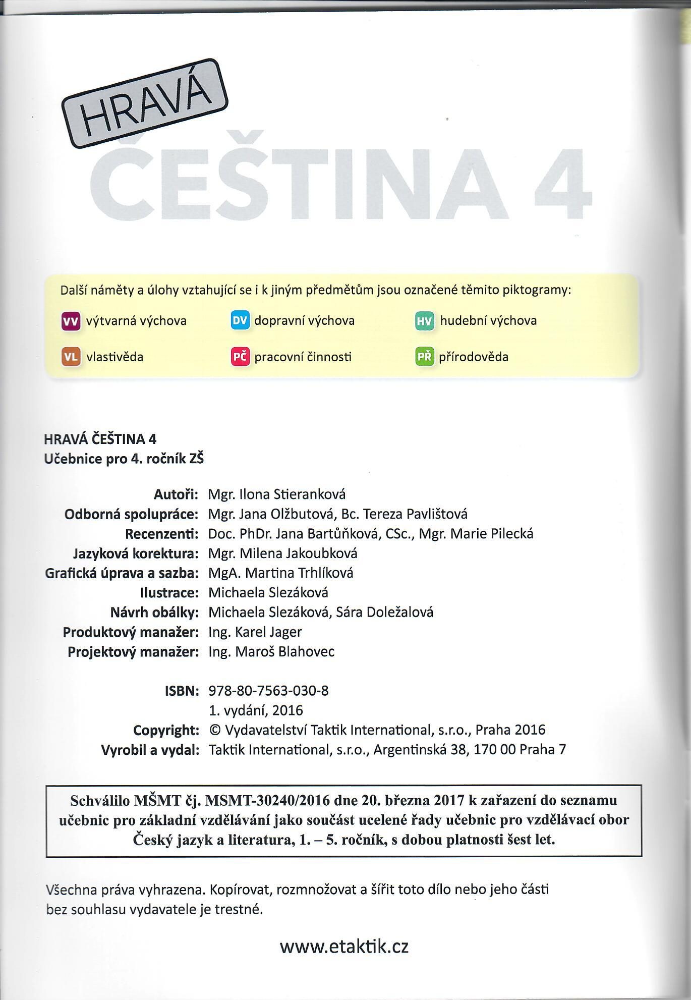 HRAVÁ
ČEŠTINA 4
Další náměty a úlohy vztahující se i k jiným předmětům jsou označené těmito piktogramy:
VV výtvarná výchova DV dopravní výchova HV hudební výchova
VL vlastivěda PČ pracovní činnosti PŘ přírodověda
HRAVÁ ČEŠTINA 4
Učebnice pro 4. ročník ZŠ
Autoři: Mgr. Ilona Stieranková
Odborná spolupráce: Mgr. Jana Olžbutová, Bc. Tereza Pavlištová
Recenzenti: Doc. PhDr. Jana Bartůňková, CSc., Mgr. Marie Pilecká
Jazyková korektura: Mgr. Milena Jakoubková
Grafická úprava a sazba: MgA. Martina Trhlíková
Ilustrace: Michaela Slezáková
Návrh obálky: Michaela Slezáková, Sára Doležalová
Produktový manažer: Ing. Karel Jager
Projektový manažer: Ing. Maroš Blahovec
ISBN: 978-80-7563-030-8
1. vydání, 2016
Copyright: © Vydavatelství Taktik International, s.r.o., Praha 2016
Vyrobil a vydal: Taktik International, s.r.o., Argentinská 38, 170 00 Praha 7
Schválilo MŠMT čj. MSMT-30240/2016 dne 20. března 2017 k zařazení do seznamu
učebnic pro základní vzdělávání jako součást ucelené řady učebnic pro vzdělávací obor
Český jazyk a literatura, 1. – 5. ročník, s dobou platnosti šest let.
Všechna práva vyhrazena. Kopírovat, rozmnožovat a šířit toto dílo nebo jeho části
bez souhlasu vydavatele je trestné.
www.etaktik.cz